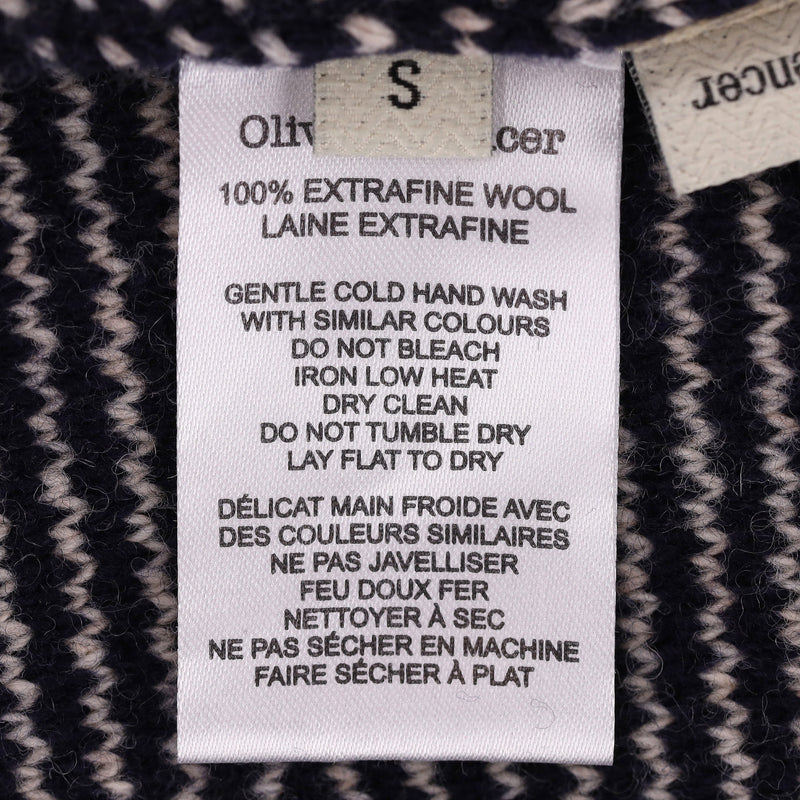 S
100% EXTRAFINE WOOL
LAINE EXTRAFINE
GENTLE COLD HAND WASH
WITH SIMILAR COLOURS
DO NOT BLEACH
IRON LOW HEAT
DRY CLEAN
DO NOT TUMBLE DRY
LAY FLAT TO DRY
DÉLICAT MAIN FROIDE AVEC
DES COULEURS SIMILAIRES
NE PAS JAVELLISER
FEU DOUX FER
NETTOYER À SEC
NE PAS SÉCHER EN MACHINE
FAIRE SÉCHER À PLAT